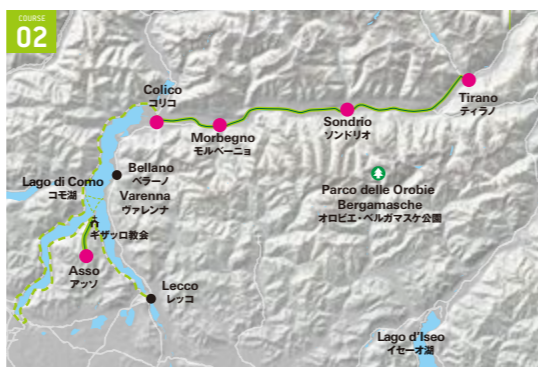 COURSE
02
Colico
コリコ
Morbegno
モルベーニョ
Sondrio
ソンドリオ
Tirano
ティラノ
Bellano
ベラーノ
Varenna
ヴァレンナ
Lago di Como
コモ湖
ギザッロ教会
Asso
アッソ
Lecco
レッコ
Parco delle Orobie
Bergamasche
オロビエ・ベルガマスケ公園
Lago d'Iseo
イセーオ湖